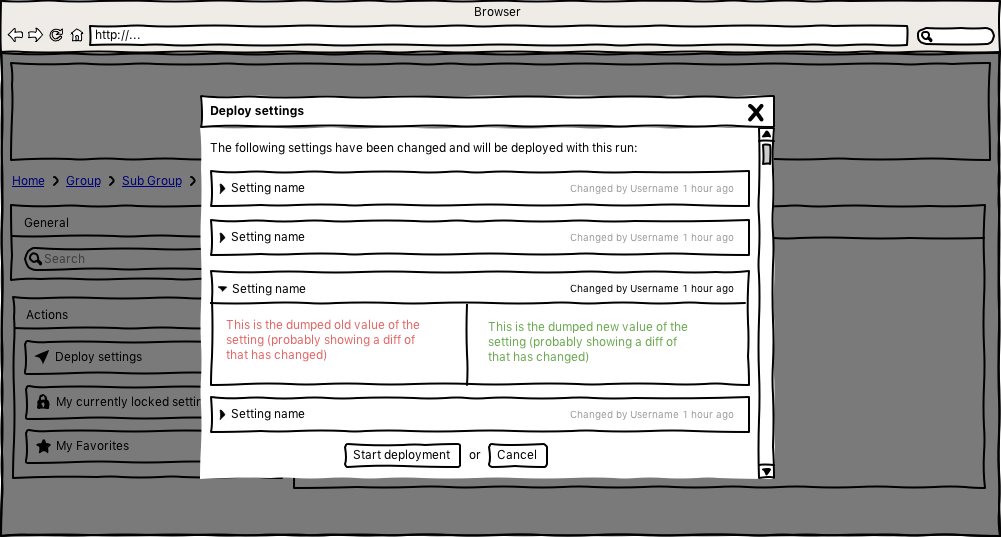 Browser
http://...
Deploy settings
The following settings have been changed and will be deployed with this run:
Home Group Sub Group
Setting name Changed by Username 1 hour ago
General
Setting name Changed by Username 1 hour ago
Search
Setting name Changed by Username 1 hour ago
Actions
This is the dumped old value of the
setting (probably showing a diff of
that has changed)
This is the dumped new value of the
setting (probably showing a diff of
that has changed)
Deploy settings
My currently locked settin
Setting name Changed by Username 1 hour ago
My Favorites
Start deployment or Cancel